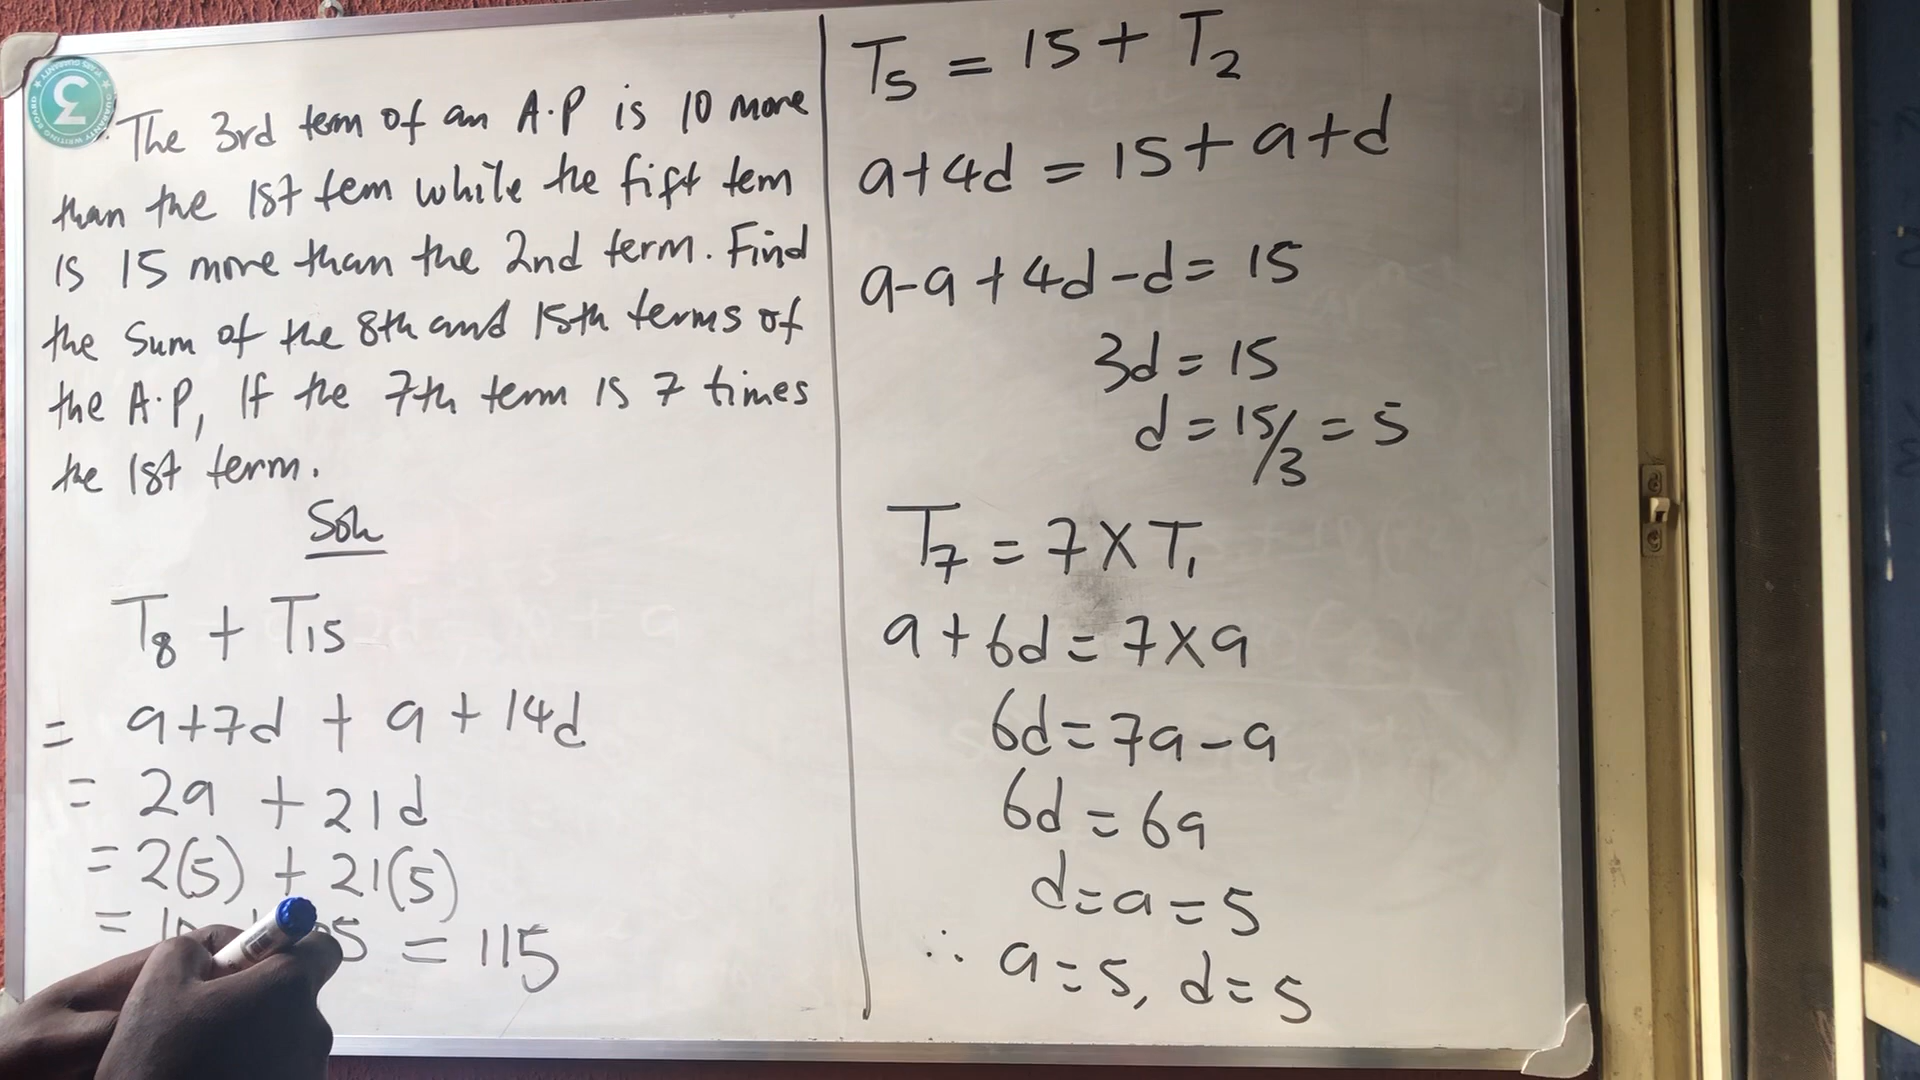 The 3rd term of an A.P is 10 more
than the 1st tem while the fift tem
is 15 more than the 2nd term. Find
the sum of the 8th and 15th terms of
the A.P, If the 7th term is 7 times
the 1st term.
Soln
T8 + T15
= a+7d + a + 14d
= 2a + 21d
= 2(5) + 21(5)
= 5 = 115
T5 = 15 + T2
a+4d = 15 + a+d
a-a + 4d-d = 15
3d = 15
d = 15/3 = 5
T7 = 7 X T1
a + 6d = 7 X a
6d = 7a - a
6d = 6a
d = a = 5
∴ a = 5, d = 5